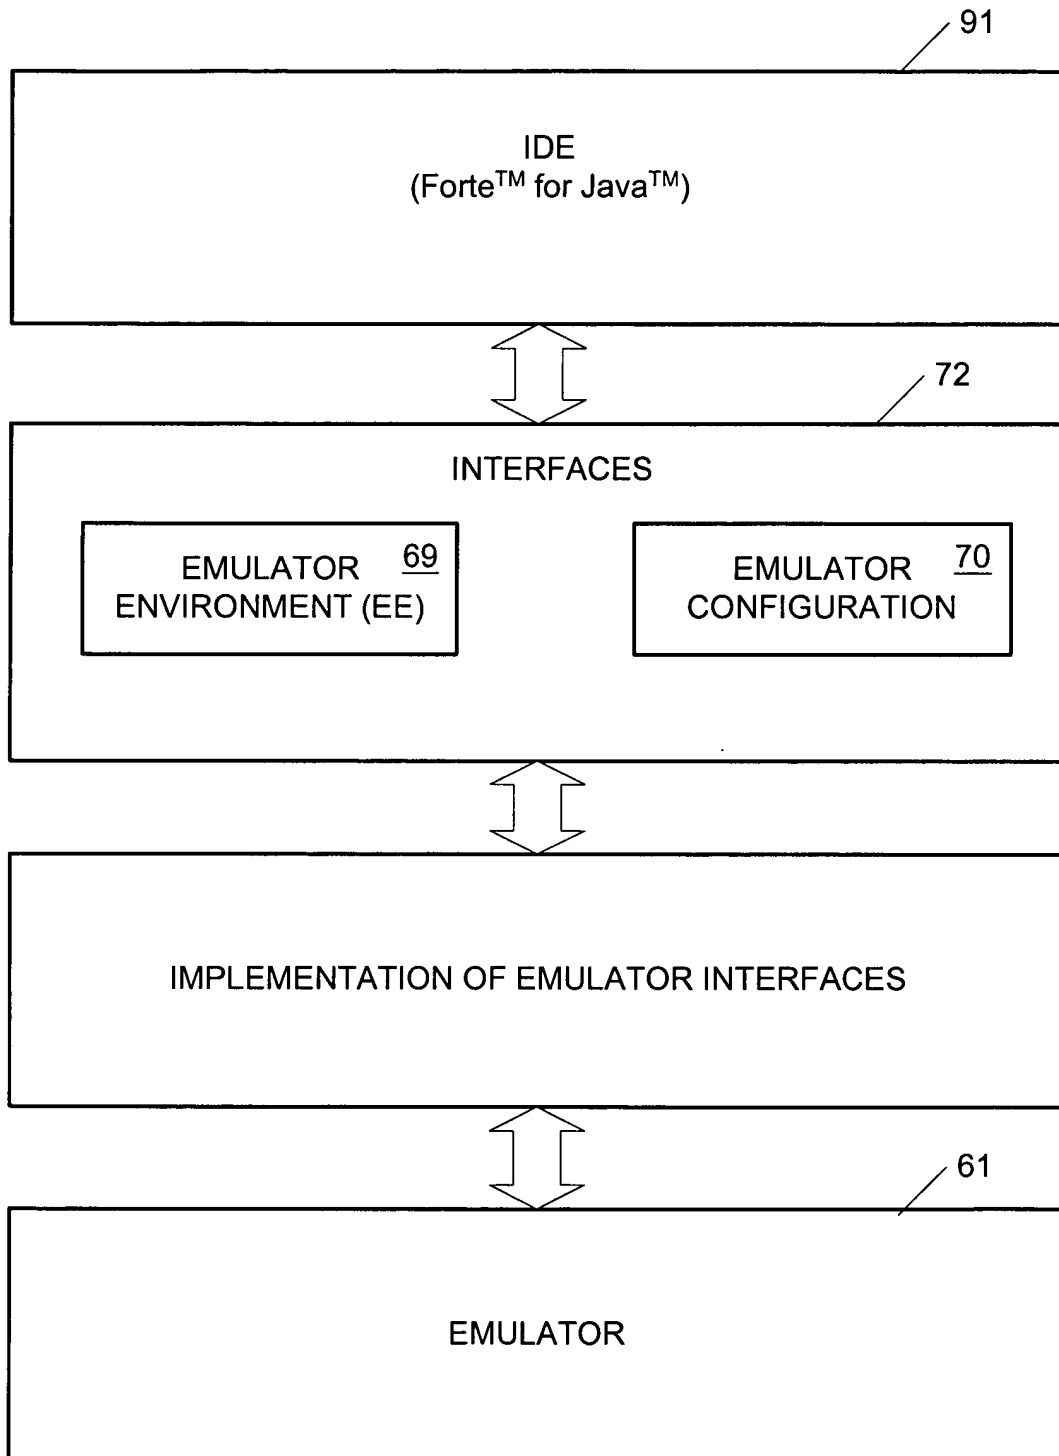 91
IDE
(Forte™ for Java™)
72
INTERFACES
EMULATOR 69
ENVIRONMENT (EE)
EMULATOR 70
CONFIGURATION
IMPLEMENTATION OF EMULATOR INTERFACES
61
EMULATOR